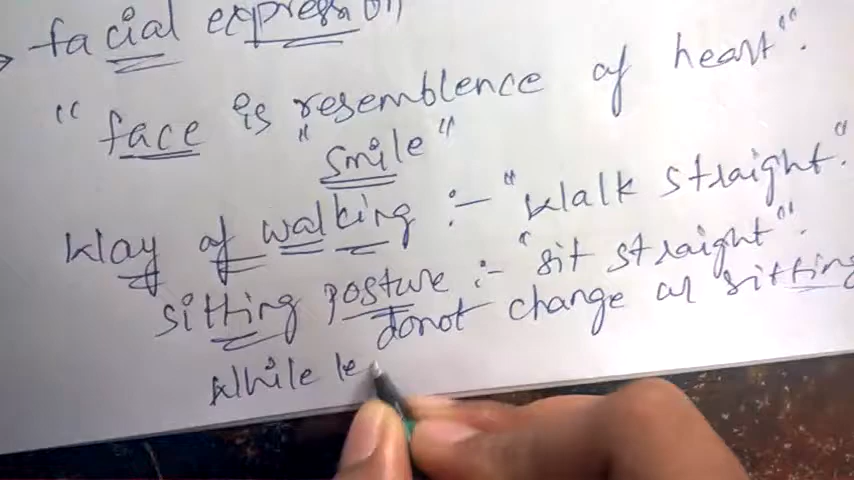 → facial expression
" face is resemblence of heart".
"smile"
Way of walking :- "Walk straight."
sitting posture :- "sit straight".
donot change ur sitting
While le